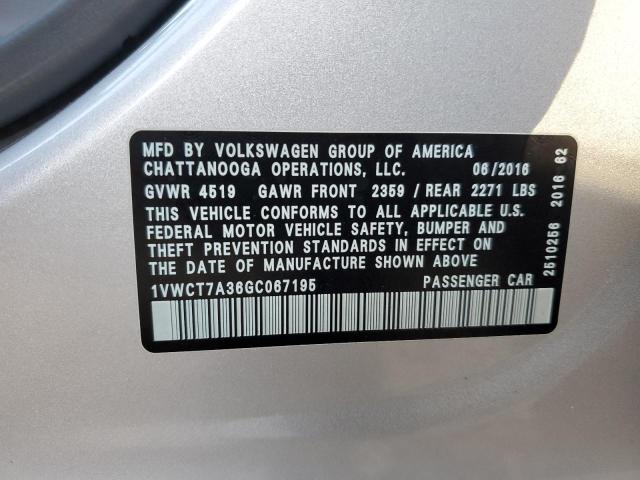 MFD BY VOLKSWAGEN GROUP OF AMERICA
CHATTANOOGA OPERATIONS, LLC. 06/2016
GVWR 4519 GAWR FRONT 2359 / REAR 2271 LBS
THIS VEHICLE CONFORMS TO ALL APPLICABLE U.S.
FEDERAL MOTOR VEHICLE SAFETY, BUMPER AND
THEFT PREVENTION STANDARDS IN EFFECT ON
THE DATE OF MANUFACTURE SHOWN ABOVE
1VWCT7A36GC067195 PASSENGER CAR
2510256 2016 62